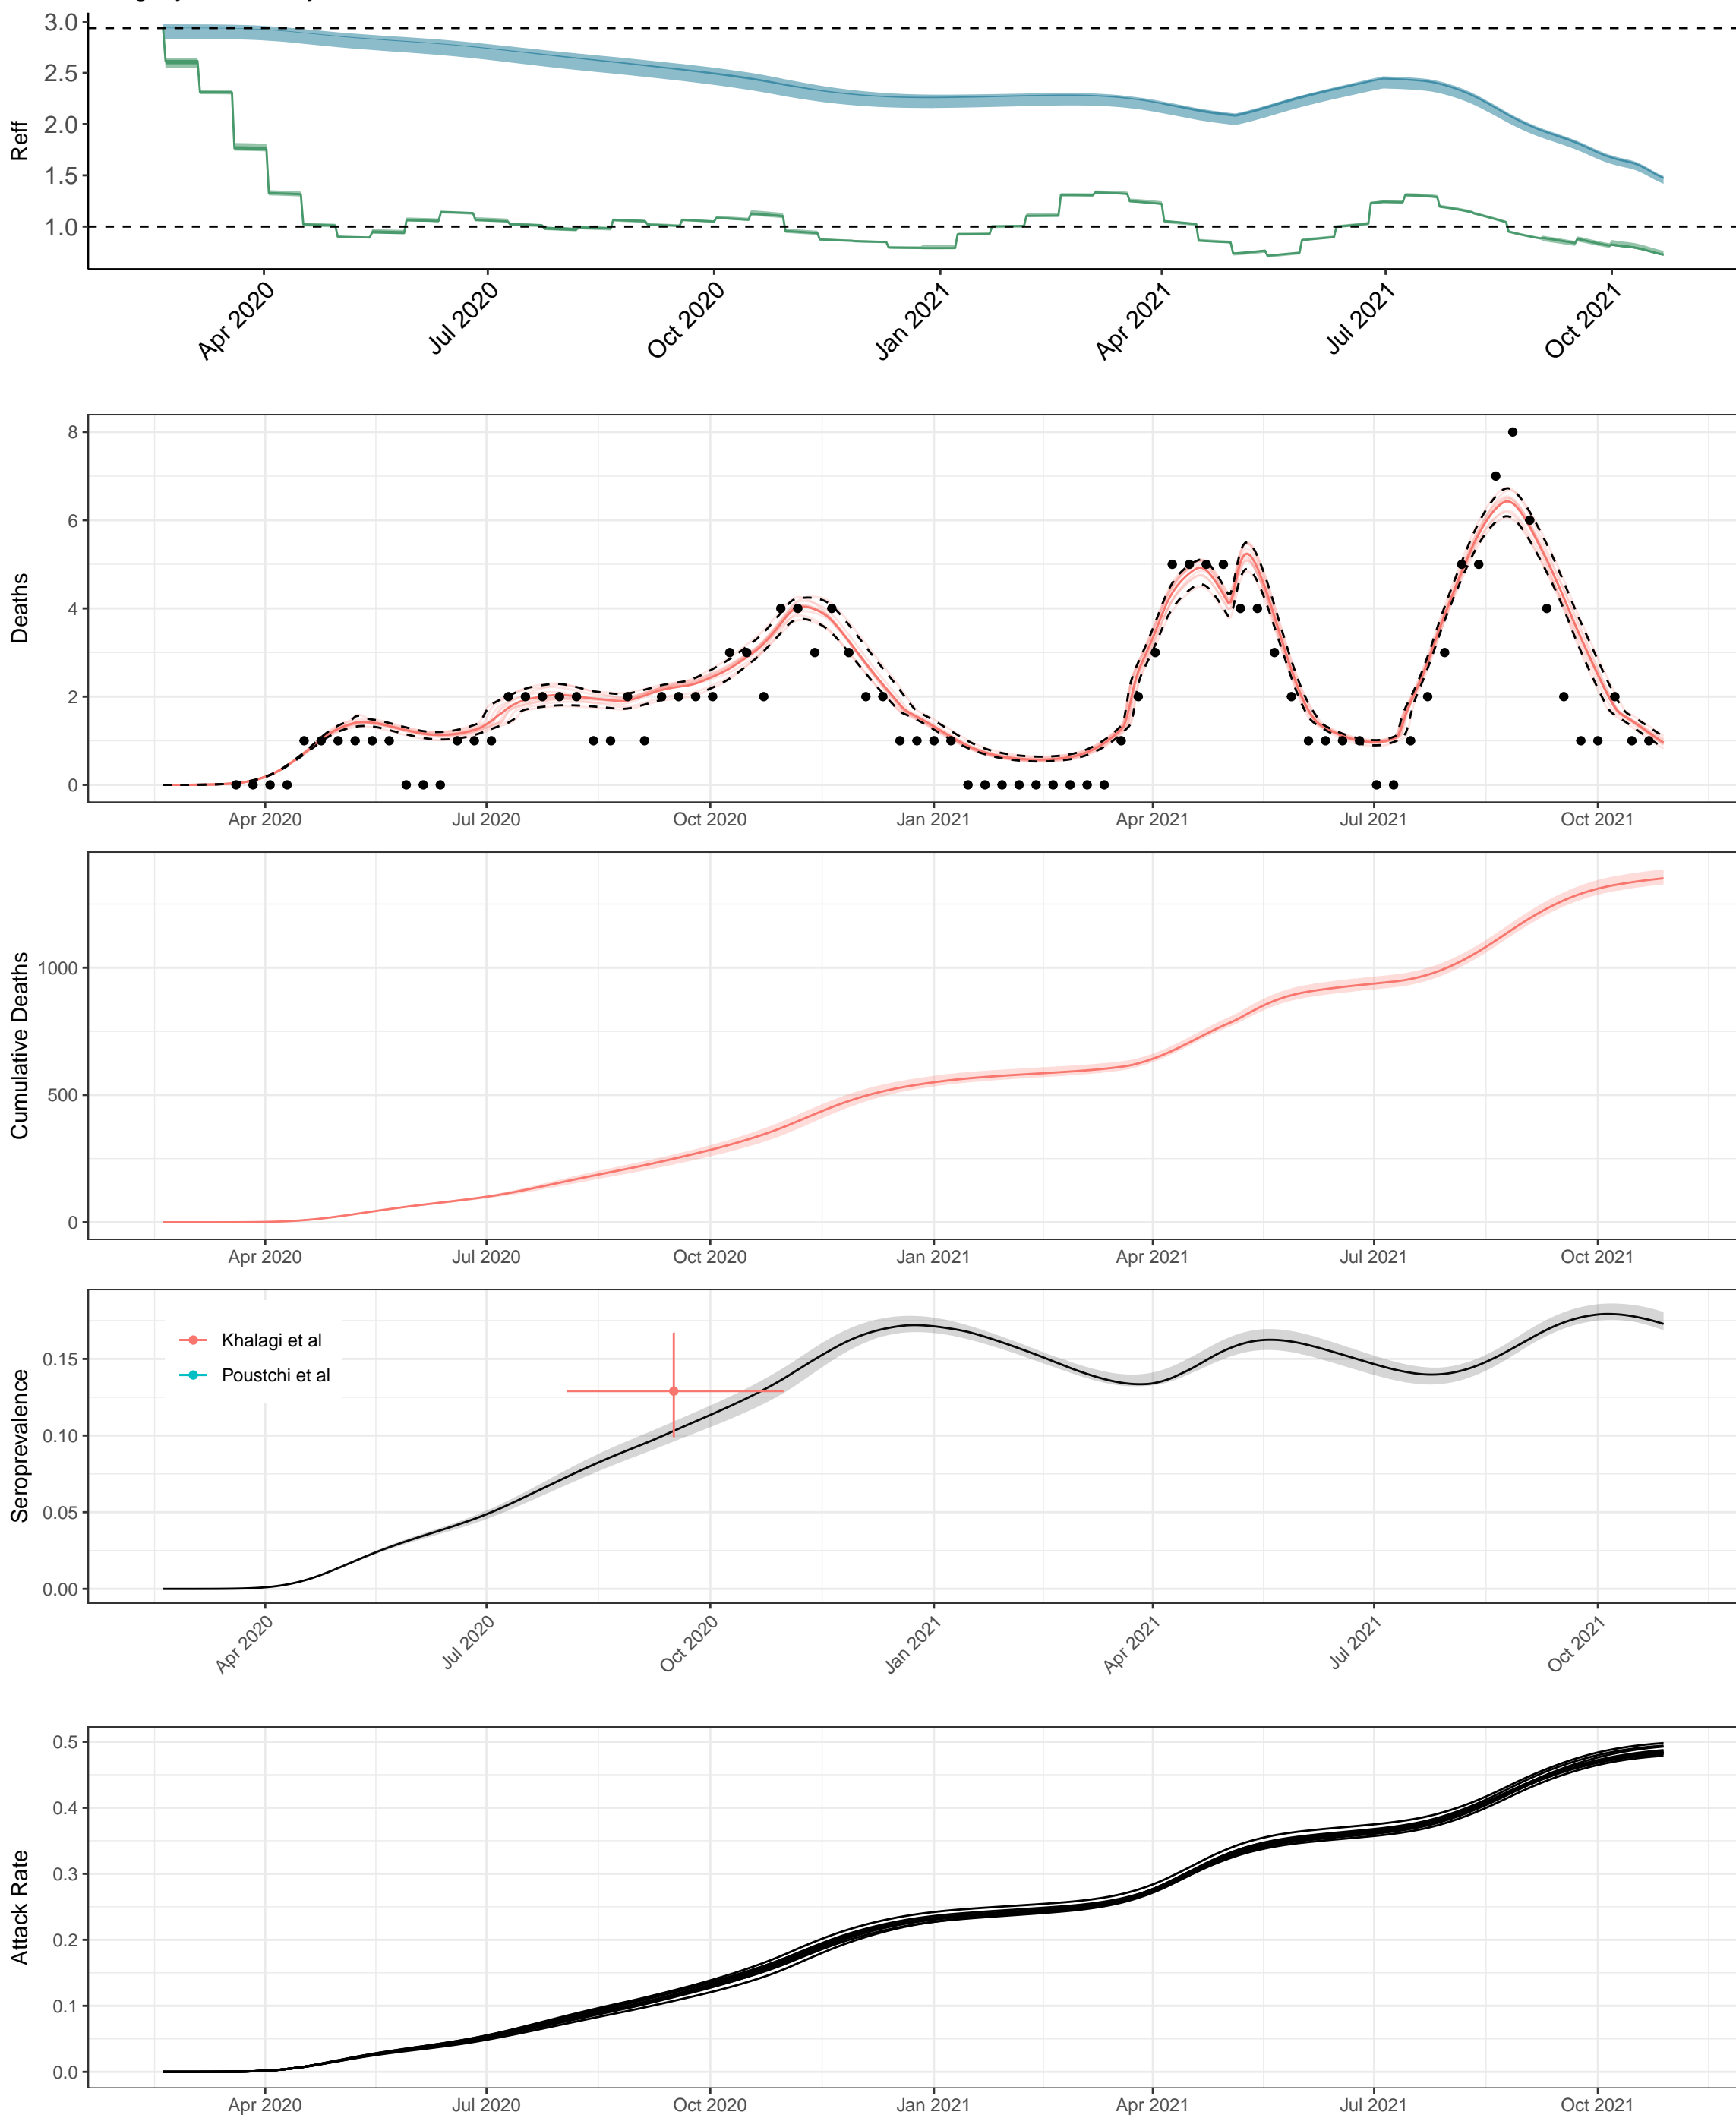 3.0
2.5
2.0
1.5
1.0
Reff
Apr 2020
Jul 2020
Oct 2020
Jan 2021
Apr 2021
Jul 2021
Oct 2021
8
6
4
2
0
Deaths
Apr 2020
Jul 2020
Oct 2020
Jan 2021
Apr 2021
Jul 2021
Oct 2021
1000
500
0
Cumulative Deaths
Apr 2020
Jul 2020
Oct 2020
Jan 2021
Apr 2021
Jul 2021
Oct 2021
Khalagi et al
Poustchi et al
0.15
0.10
0.05
0.00
Seroprevalence
Apr 2020
Jul 2020
Oct 2020
Jan 2021
Apr 2021
Jul 2021
Oct 2021
0.5
0.4
0.3
0.2
0.1
0.0
Attack Rate
Apr 2020
Jul 2020
Oct 2020
Jan 2021
Apr 2021
Jul 2021
Oct 2021